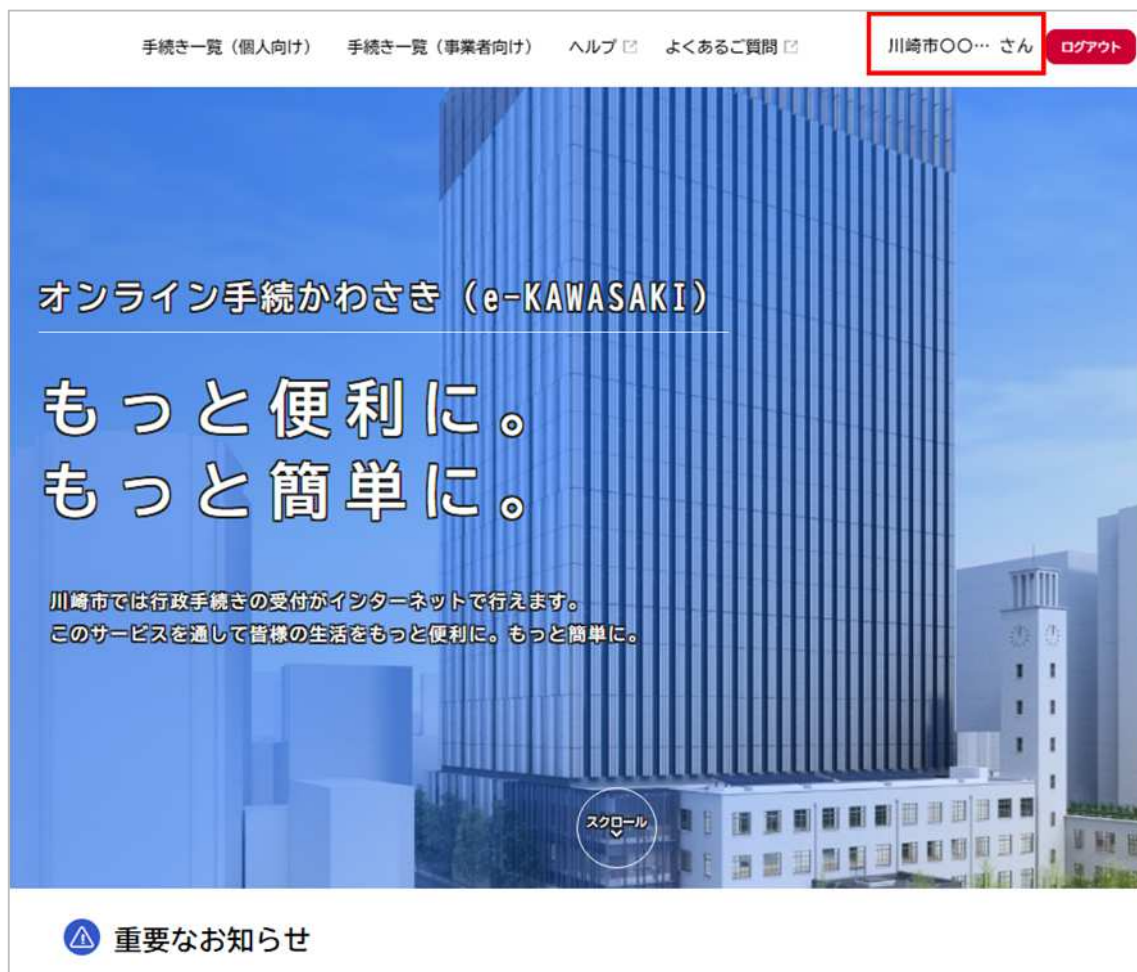 手続き一覧（個人向け） 手続き一覧（事業者向け） ヘルプ よくあるご質問 川崎市〇〇… さん ログアウト
オンライン手続かわさき（e-KAWASAKI）
もっと便利に。
もっと簡単に。
川崎市では行政手続きの受付がインターネットで行えます。
このサービスを通して皆様の生活をもっと便利に。もっと簡単に。
スクロール
重要なお知らせ